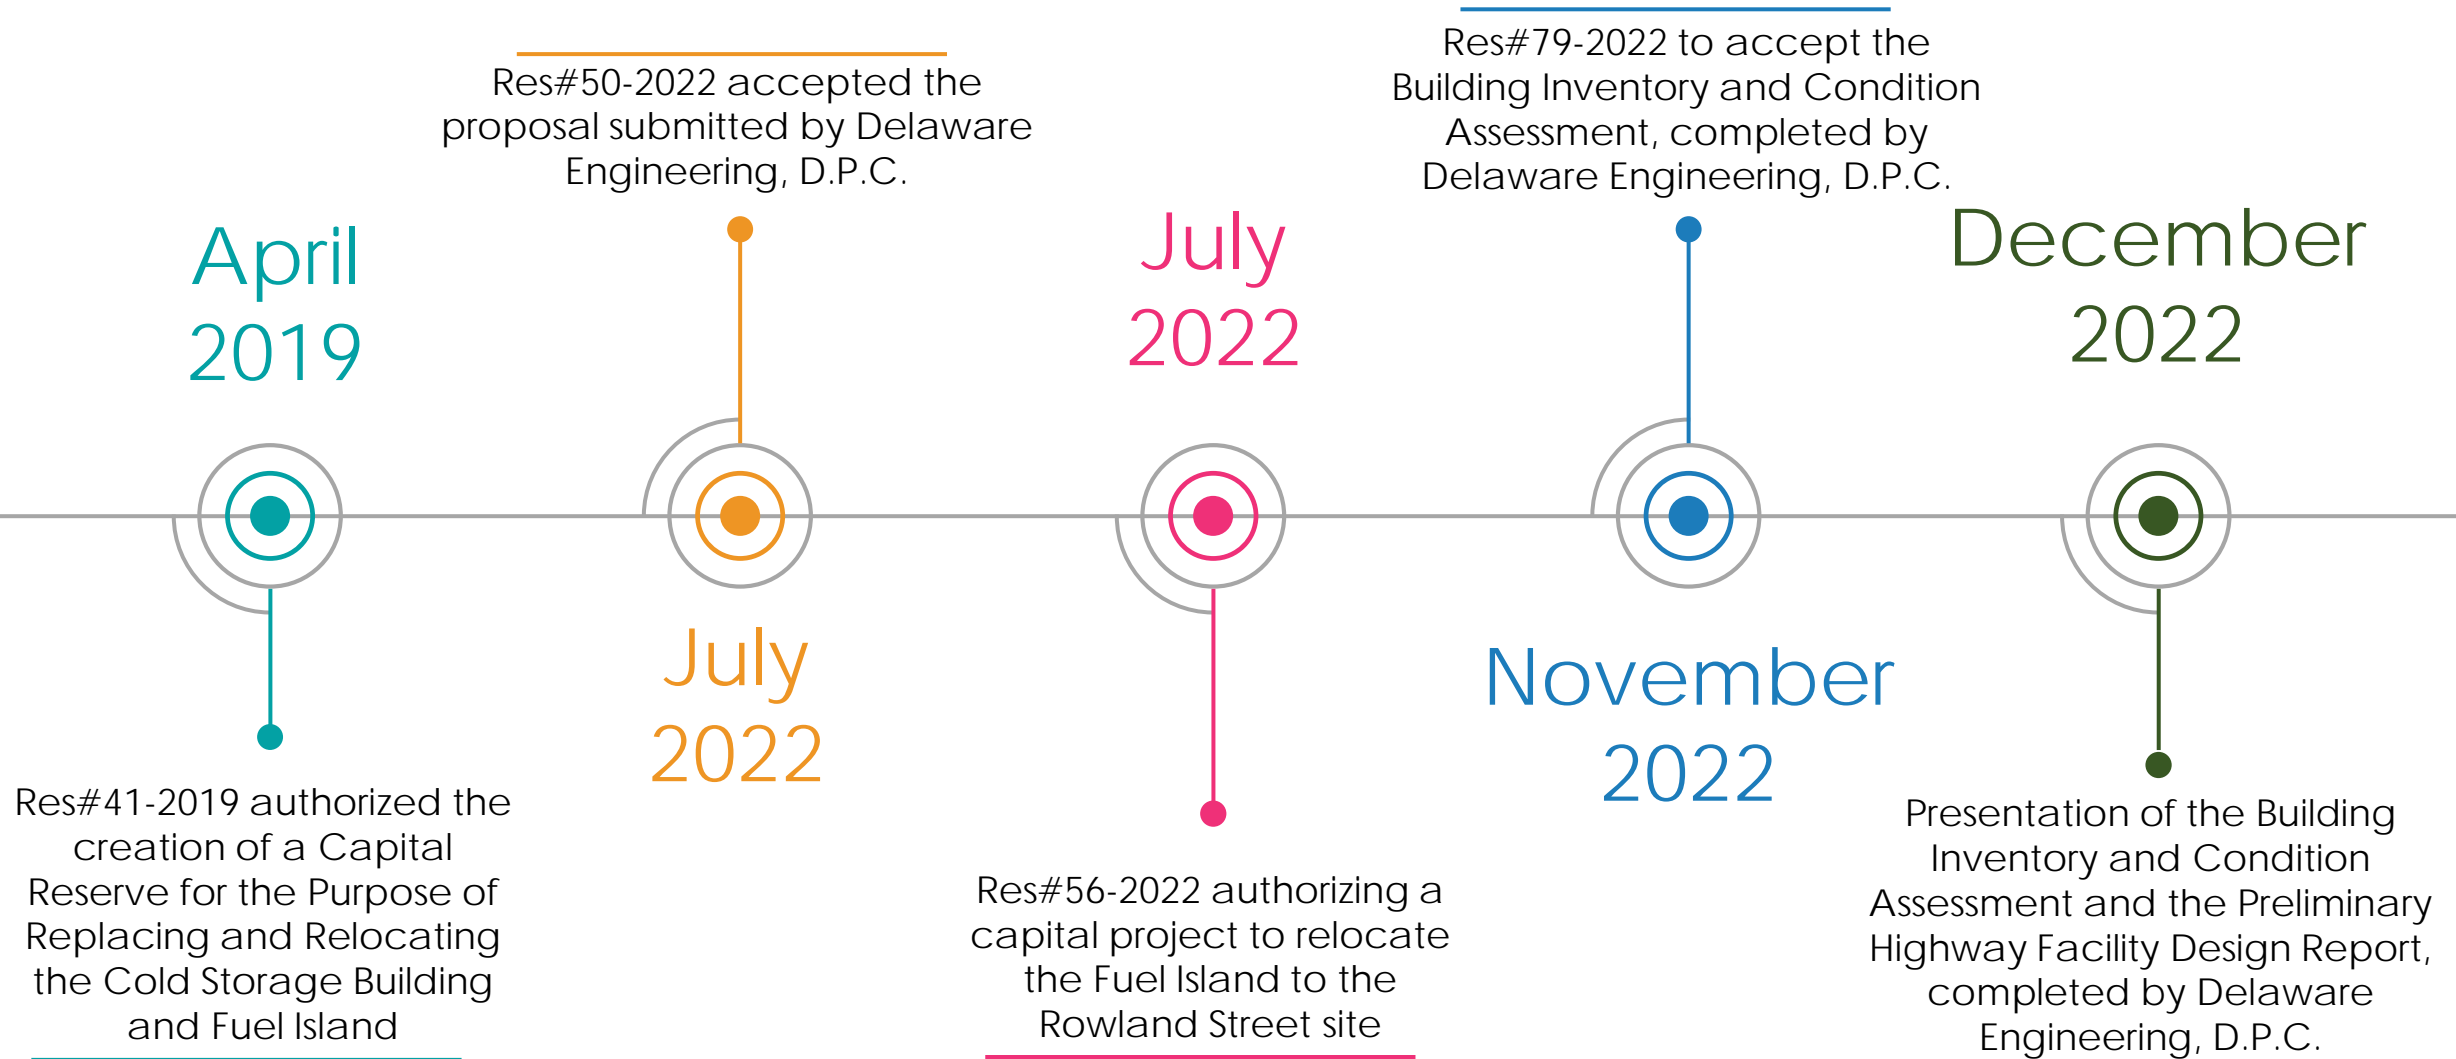 April
2019
Res#41-2019 authorized the
creation of a Capital
Reserve for the Purpose of
Replacing and Relocating
the Cold Storage Building
and Fuel Island
Res#50-2022 accepted the
proposal submitted by Delaware
Engineering, D.P.C.
July
2022
July
2022
Res#56-2022 authorizing a
capital project to relocate
the Fuel Island to the
Rowland Street site
Res#79-2022 to accept the
Building Inventory and Condition
Assessment, completed by
Delaware Engineering, D.P.C.
November
2022
December
2022
Presentation of the Building
Inventory and Condition
Assessment and the Preliminary
Highway Facility Design Report,
completed by Delaware
Engineering, D.P.C.